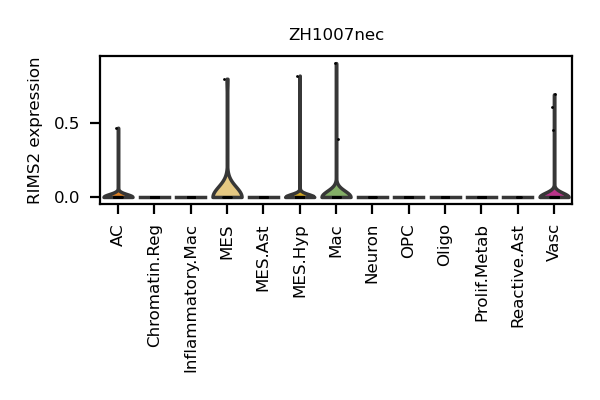 ZH1007nec
RIMS2 expression
0.5
0.0
AC
Chromatin.Reg
Inflammatory.Mac
MES
MES.Ast
MES.Hyp
Mac
Neuron
OPC
Oligo
Prolif.Metab
Reactive.Ast
Vasc